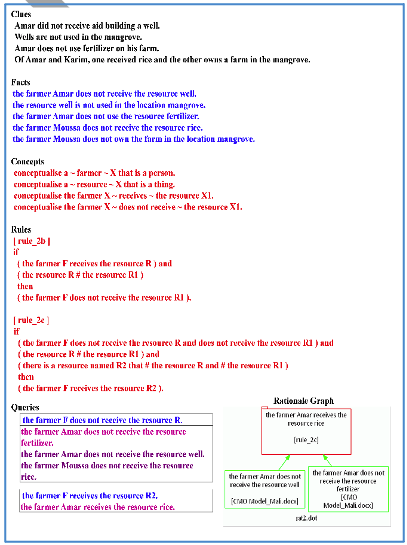 Clues
Amar did not receive aid building a well.
Wells are not used in the mangrove.
Amar does not use fertilizer on his farm.
Of Amar and Karim, one received rice and the other owns a farm in the mangrove.
Facts
the farmer Amar does not receive the resource well.
the resource well is not used in the location mangrove.
the farmer Amar does not use the resource fertilizer.
the farmer Moussa does not receive the resource rice.
the farmer Moussa does not own the farm in the location mangrove.
Concepts
conceptualise a ~ farmer ~ X that is a person.
conceptualise a ~ resource ~ X that is a thing.
conceptualise the farmer X ~ receives ~ the resource X1.
conceptualise the farmer X ~ does not receive ~ the resource X1.
Rules
[ rule_2b ]
if
( the farmer F receives the resource R ) and
( the resource R # the resource R1 )
then
( the farmer F does not receive the resource R1 ).
[ rule_2c ]
if
( the farmer F does not receive the resource R and does not receive the resource R1 ) and
( the resource R # the resource R1 ) and
( there is a resource named R2 that # the resource R and # the resource R1 )
then
( the farmer F receives the resource R2 ).
Queries
the farmer F does not receive the resource R.
the farmer Amar does not receive the resource
fertilizer.
the farmer Amar does not receive the resource well.
the farmer Moussa does not receive the resource
rice.
the farmer F receives the resource R2,
the farmer Amar receives the resource rice.
Rationale Graph
the farmer Amar receives the
resource rice
[rule_2c]
the farmer Amar does not
receive the resource well
[CMO Model_Mali.docx]
the farmer Amar does not
receive the resource
fertilizer
[CMO
Model_Mali.docx]
rat2.dot